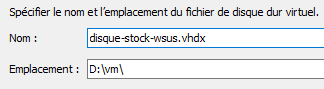 Spécifier le nom et l'emplacement du fichier de disque dur virtuel.
Nom : disque-stock-wsus.vhdx
Emplacement : D:\vm\